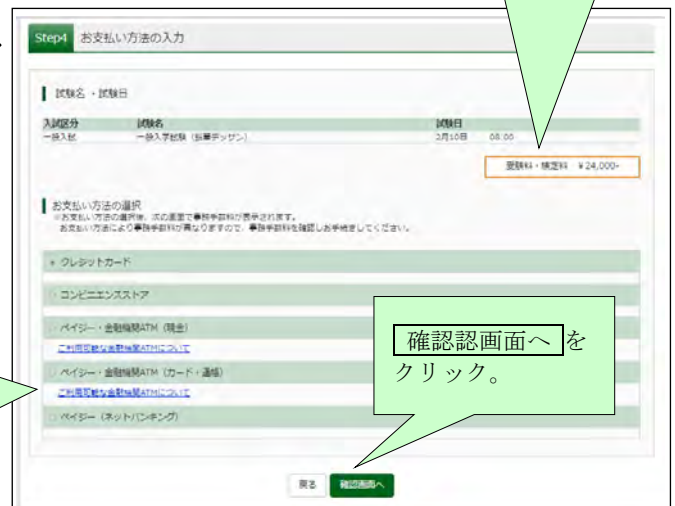 Step4 お支払い方法の入力
試験名・試験日
入試区分 試験名 試験日
一般入試 一般入学試験（鉛筆デッサン） 2月10日 08:00
受験料・検定料 ¥24,000-
お支払い方法の選択
※お支払い方法の選択後、次の画面で事務手数料が表示されます。
お支払い方法により事務手数料が異なりますので、事務手数料を確認しお手続きしてください。
クレジットカード
コンビニエンスストア
ペイジー・金融機関ATM（現金）
ご利用可能な金融機関ATMについて
ペイジー・金融機関ATM（カード・通帳）
ご利用可能な金融機関ATMについて
ペイジー（ネットバンキング）
確認認画面へ を
クリック。
戻る 確認画面へ